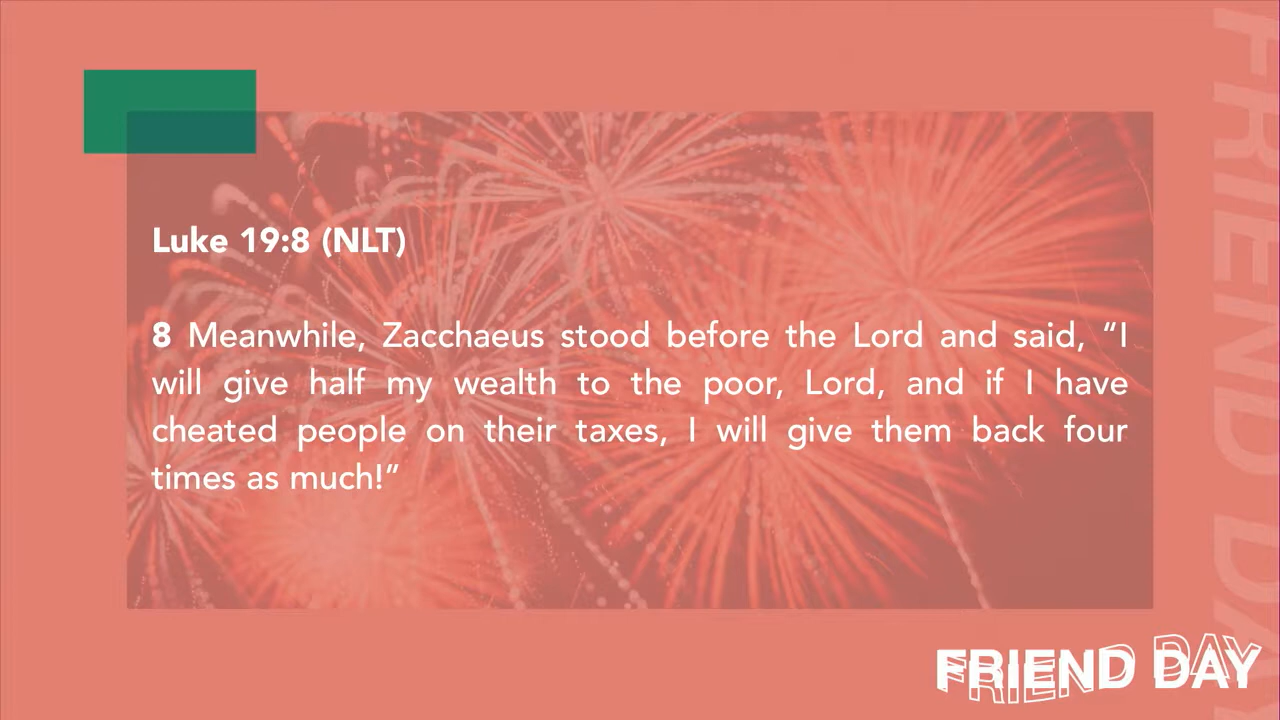 Luke 19:8 (NLT)
8 Meanwhile, Zacchaeus stood before the Lord and said, “I
will give half my wealth to the poor, Lord, and if I have
cheated people on their taxes, I will give them back four
times as much!”
FRIEND DAY
FRIEND DAY